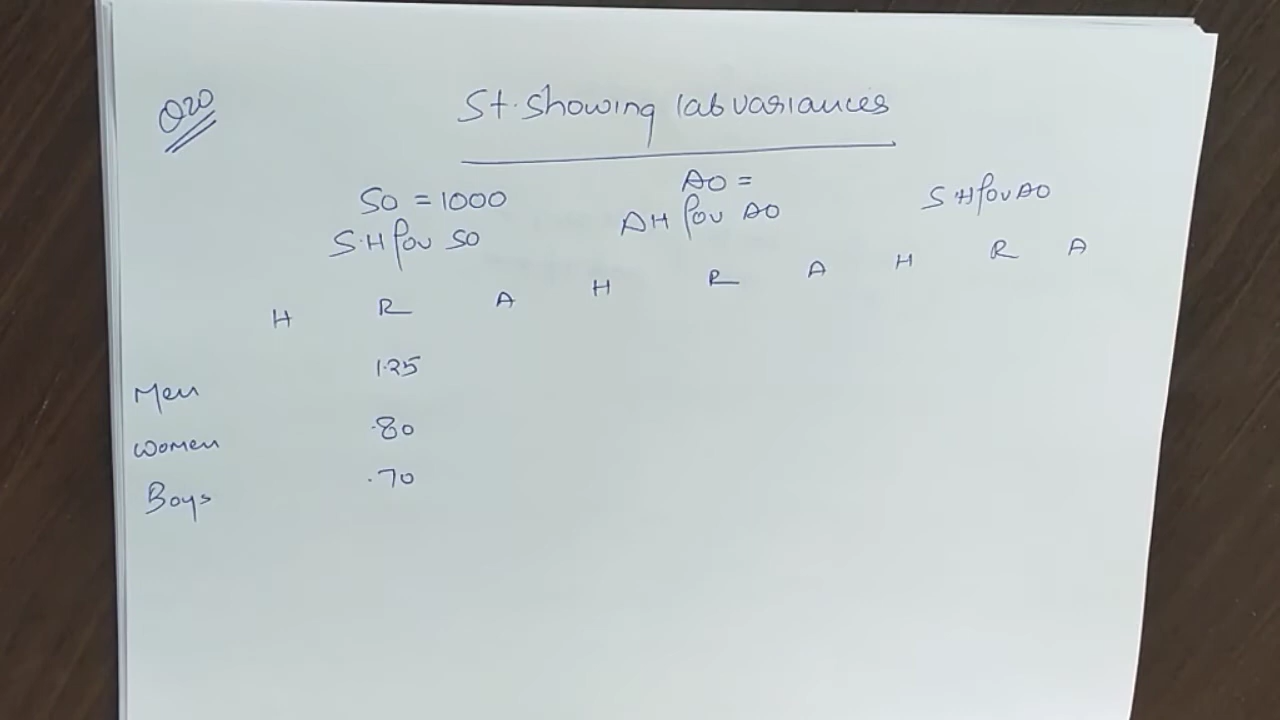 Q20
St. Showing lab variances
SO = 1000
AO =
S.H for SO
AH for AO
S.H for AO
H R A H R A H R A
1.25
Men
.80
Women
.70
Boys